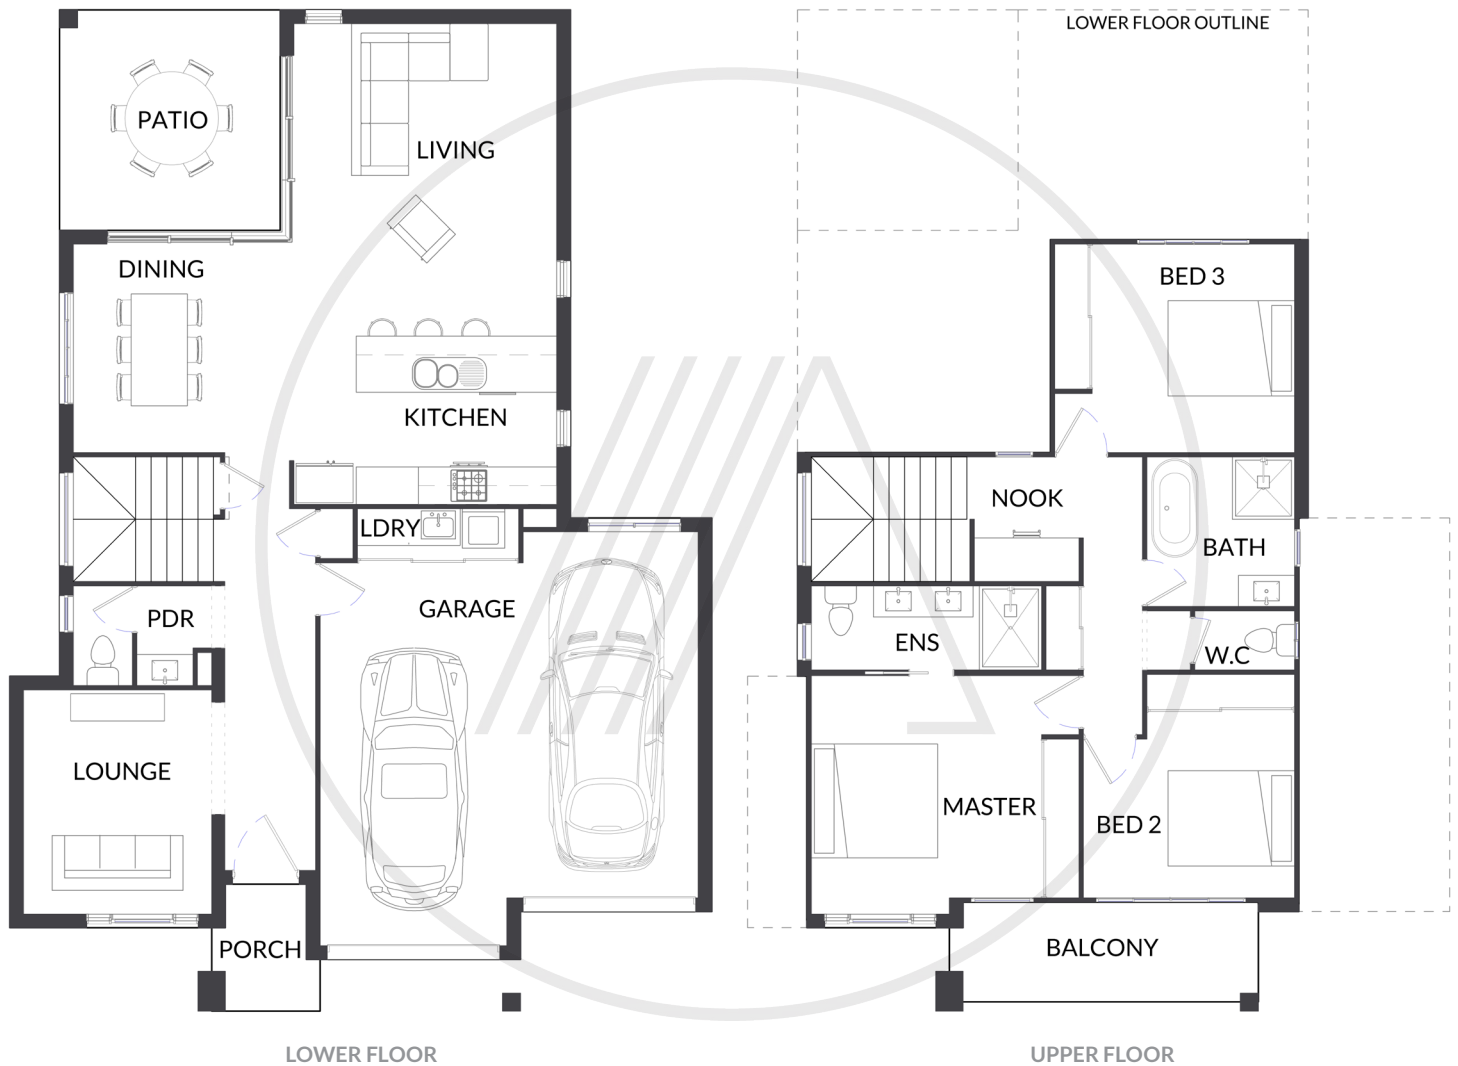 PATIO
LIVING
DINING
KITCHEN
LDRY
GARAGE
PDR
LOUNGE
PORCH
LOWER FLOOR
LOWER FLOOR OUTLINE
BED 3
NOOK
BATH
ENS
W.C
MASTER
BED 2
BALCONY
UPPER FLOOR